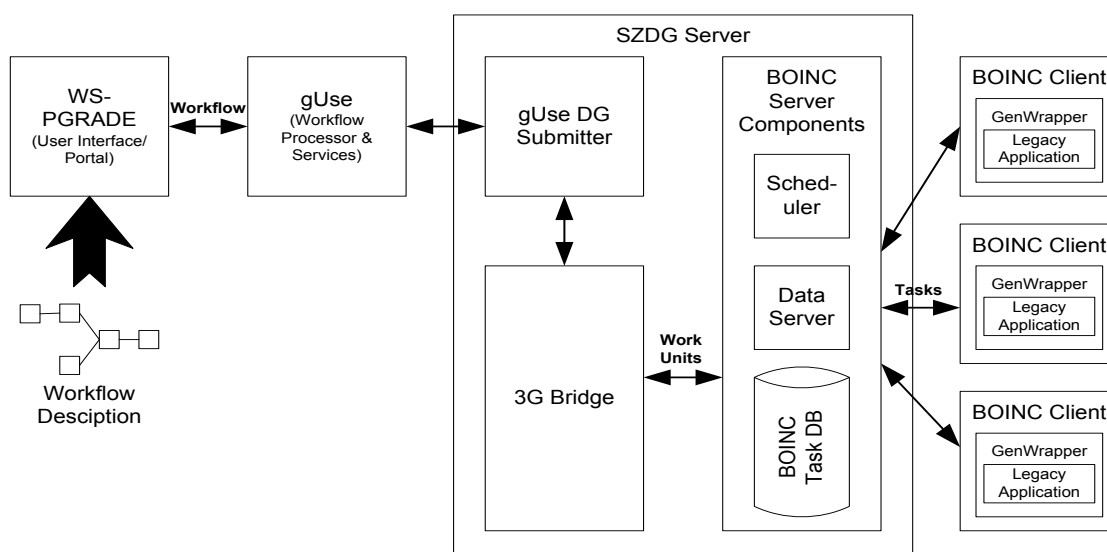 SZDG Server
WS-
PGRADE
(User Interface/
Portal)
Workflow
gUse
(Workflow
Processor &
Services)
gUse DG
Submitter
3G Bridge
Work
Units
BOINC
Server
Components
Sched-
uler
Data
Server
BOINC
Task DB
Tasks
BOINC Client
GenWrapper
Legacy
Application
BOINC Client
GenWrapper
Legacy
Application
BOINC Client
GenWrapper
Legacy
Application
Workflow
Desciption